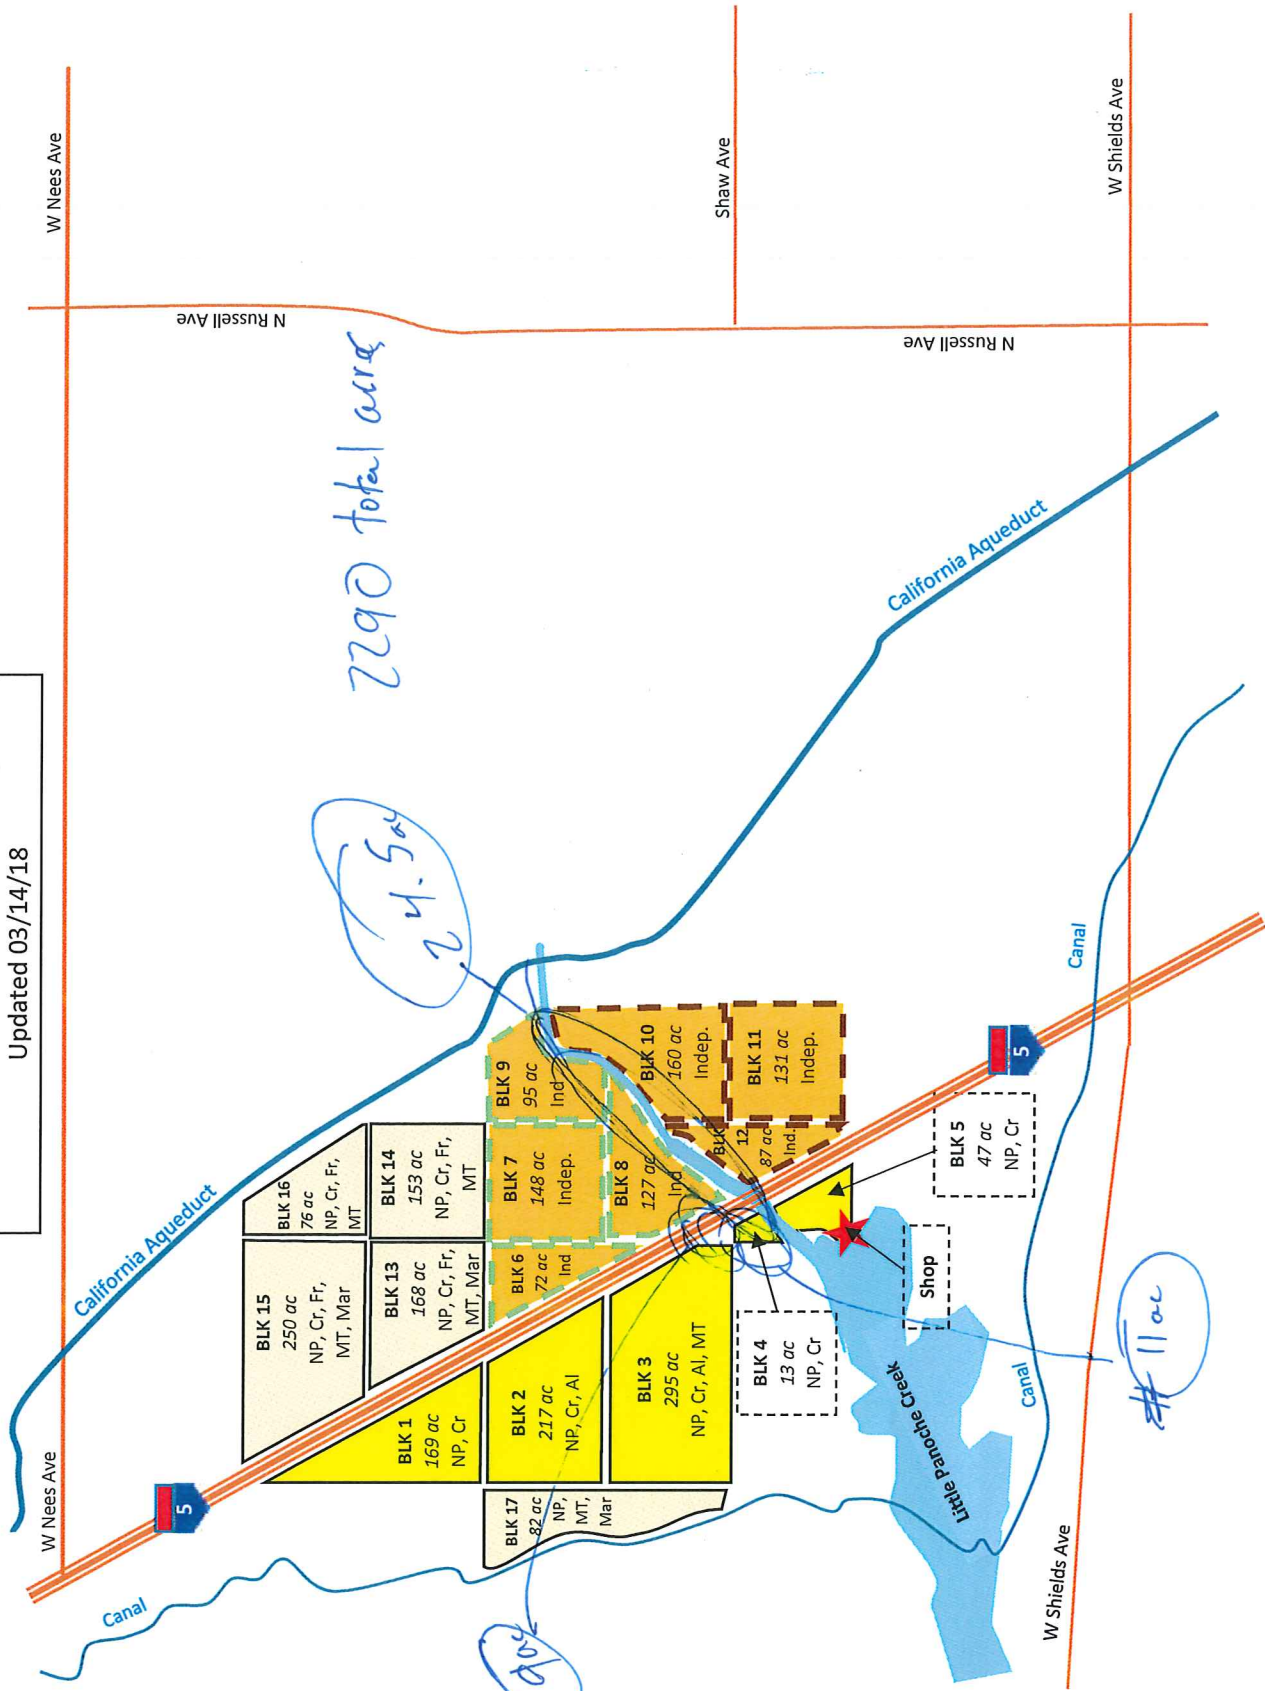 Updated 03/14/18
W Nees Ave
W Nees Ave
California Aqueduct
N Russell Ave
2290 total acres
Shaw Ave
24.5 ac
5
Canal
BLK 15
250 ac
NP, Cr, Fr,
MT, Mar
BLK 16
76 ac
NP, Cr, Fr,
MT
BLK 13
168 ac
NP, Cr, Fr,
MT, Mar
BLK 14
153 ac
NP, Cr, Fr,
MT
BLK 1
169 ac
NP, Cr
BLK 17
82 ac
NP,
MT,
Mar
BLK 2
217 ac
NP, Cr, Al
BLK 6
72 ac
Ind
BLK 7
148 ac
Indep.
BLK 9
95 ac
Ind
BLK 3
295 ac
NP, Cr, Al, MT
BLK 8
127 ac
Ind
BLK 10
160 ac
Indep.
BLK
12
87 ac
Ind.
BLK 11
131 ac
Indep.
BLK 4
13 ac
NP, Cr
BLK 5
47 ac
NP, Cr
Shop
Little Panoche Creek
California Aqueduct
N Russell Ave
5
Canal
Canal
W Shields Ave
W Shields Ave
# 11 ac